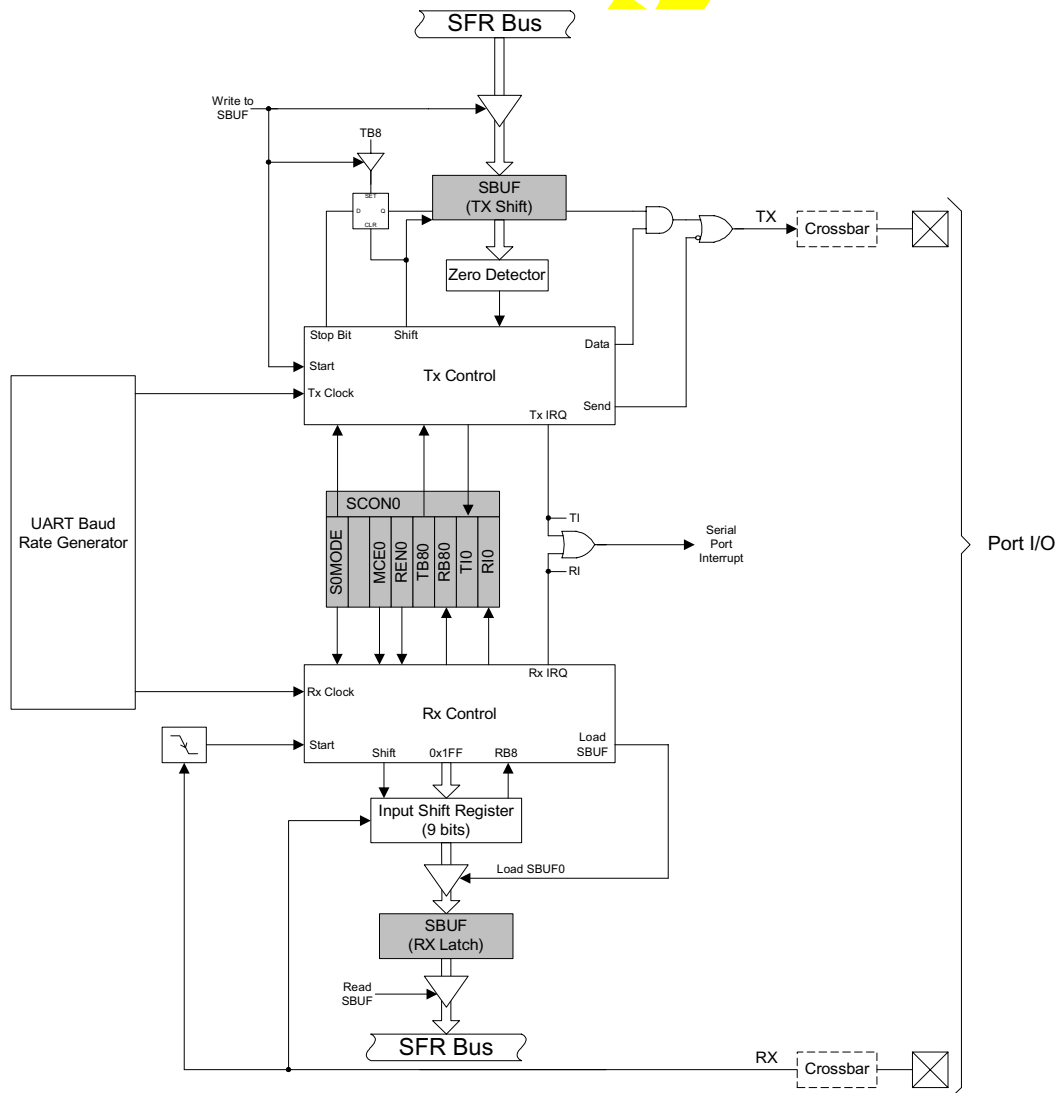 SFR Bus
Write to
SBUF
TB8
SET
D
Q
CLR
SBUF
(TX Shift)
TX
Crossbar
Zero Detector
Stop Bit
Shift
Data
Start
Tx Control
Tx Clock
Send
Tx IRQ
UART Baud
Rate Generator
SCON0
S0MODE
MCE0
REN0
TB80
RB80
TI0
RI0
TI
RI
Serial
Port
Interrupt
Port I/O
Rx IRQ
Rx Clock
Rx Control
Start
Load
SBUF
Shift
0x1FF
RB8
Input Shift Register
(9 bits)
Load SBUF0
SBUF
(RX Latch)
Read
SBUF
SFR Bus
RX
Crossbar